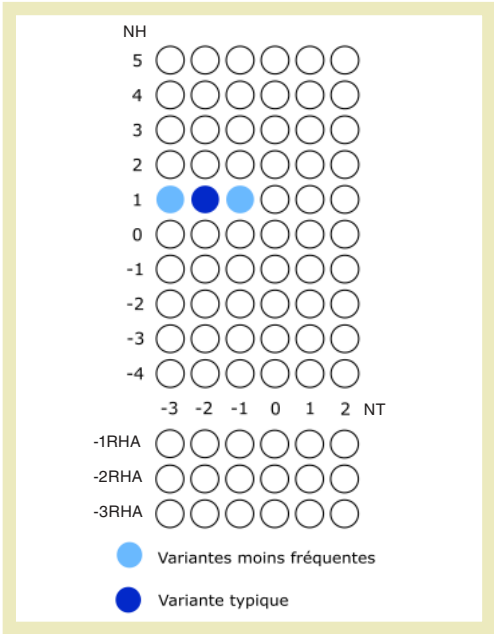 NH
5
4
3
2
1
0
-1
-2
-3
-4
-3 -2 -1 0 1 2 NT
-1RHA
-2RHA
-3RHA
Variantes moins fréquentes
Variante typique